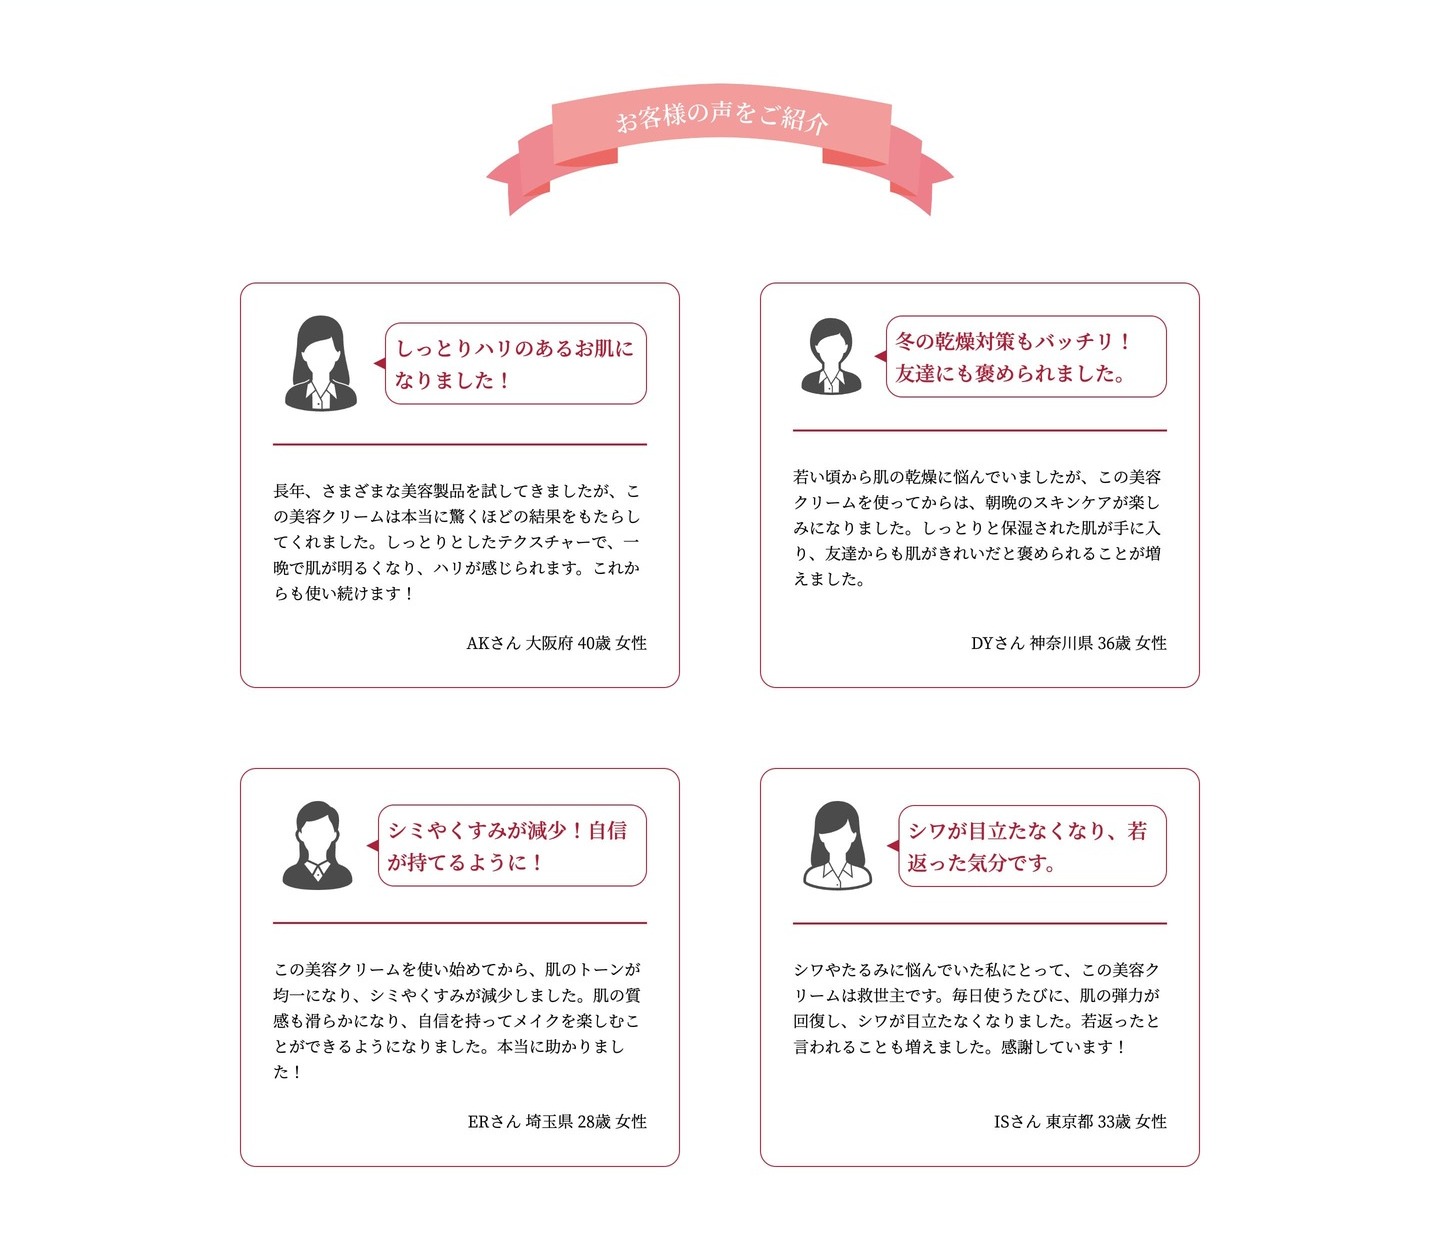 お客様の声をご紹介
しっとりハリのあるお肌に
なりました！
長年、さまざまな美容製品を試してきましたが、こ
の美容クリームは本当に驚くほどの結果をもたらし
てくれました。しっとりとしたテクスチャーで、一
晩で肌が明るくなり、ハリが感じられます。これか
らも使い続けます！
AKさん 大阪府 40歳 女性
冬の乾燥対策もバッチリ！
友達にも褒められました。
若い頃から肌の乾燥に悩んでいましたが、この美容
クリームを使ってからは、朝晩のスキンケアが楽し
みになりました。しっとりと保湿された肌が手に入
り、友達からも肌がきれいだと褒められることが増
えました。
DYさん 神奈川県 36歳 女性
シミやくすみが減少！自信
が持てるように！
この美容クリームを使い始めてから、肌のトーンが
均一になり、シミやくすみが減少しました。肌の質
感も滑らかになり、自信を持ってメイクを楽しむこ
とができるようになりました。本当に助かりまし
た！
ERさん 埼玉県 28歳 女性
シワが目立たなくなり、若
返った気分です。
シワやたるみに悩んでいた私にとって、この美容ク
リームは救世主です。毎日使うたびに、肌の弾力が
回復し、シワが目立たなくなりました。若返ったと
言われることも増えました。感謝しています！
ISさん 東京都 33歳 女性